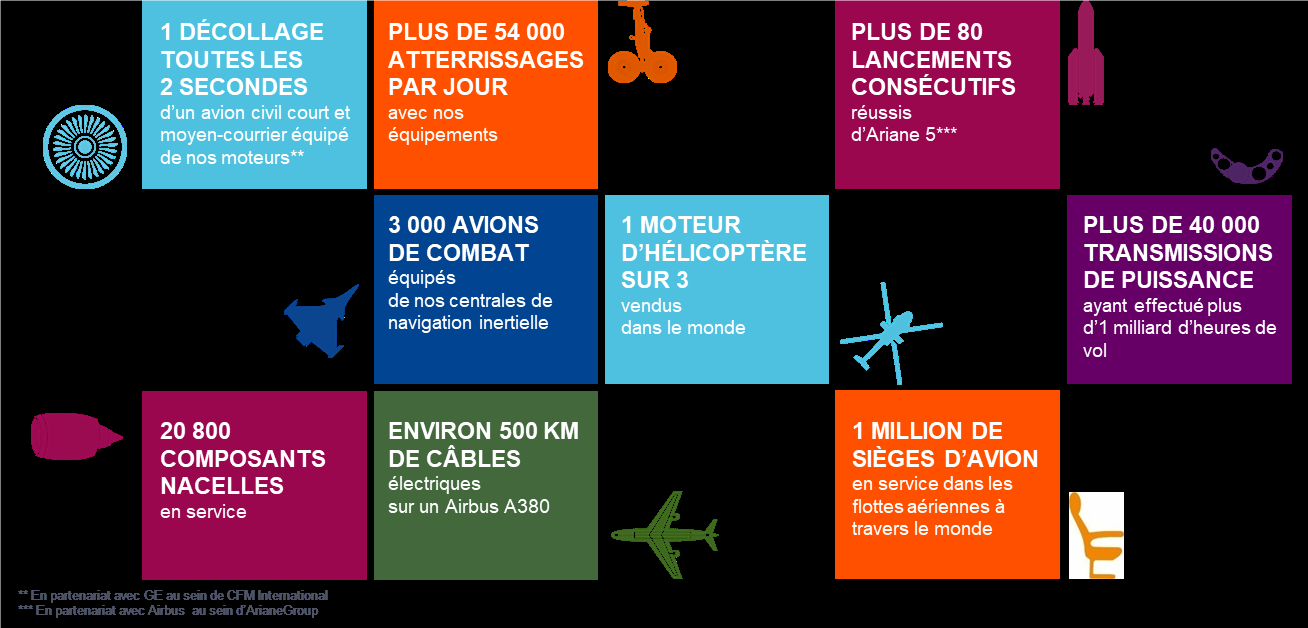 1 DÉCOLLAGE
TOUTES LES
2 SECONDES
d’un avion civil court et
moyen-courrier équipé
de nos moteurs**
PLUS DE 54 000
ATTERRISSAGES
PAR JOUR
avec nos
équipements
PLUS DE 80
LANCEMENTS
CONSÉCUTIFS
réussis
d’Ariane 5***
3 000 AVIONS
DE COMBAT
équipés
de nos centrales de
navigation inertielle
1 MOTEUR
D’HÉLICOPTÈRE
SUR 3
vendus
dans le monde
PLUS DE 40 000
TRANSMISSIONS
DE PUISSANCE
ayant effectué plus
d’1 milliard d’heures de
vol
20 800
COMPOSANTS
NACELLES
en service
ENVIRON 500 KM
DE CÂBLES
électriques
sur un Airbus A380
1 MILLION DE
SIÈGES D’AVION
en service dans les
flottes aériennes à
travers le monde
** En partenariat avec GE au sein de CFM International
*** En partenariat avec Airbus au sein d’ArianeGroup